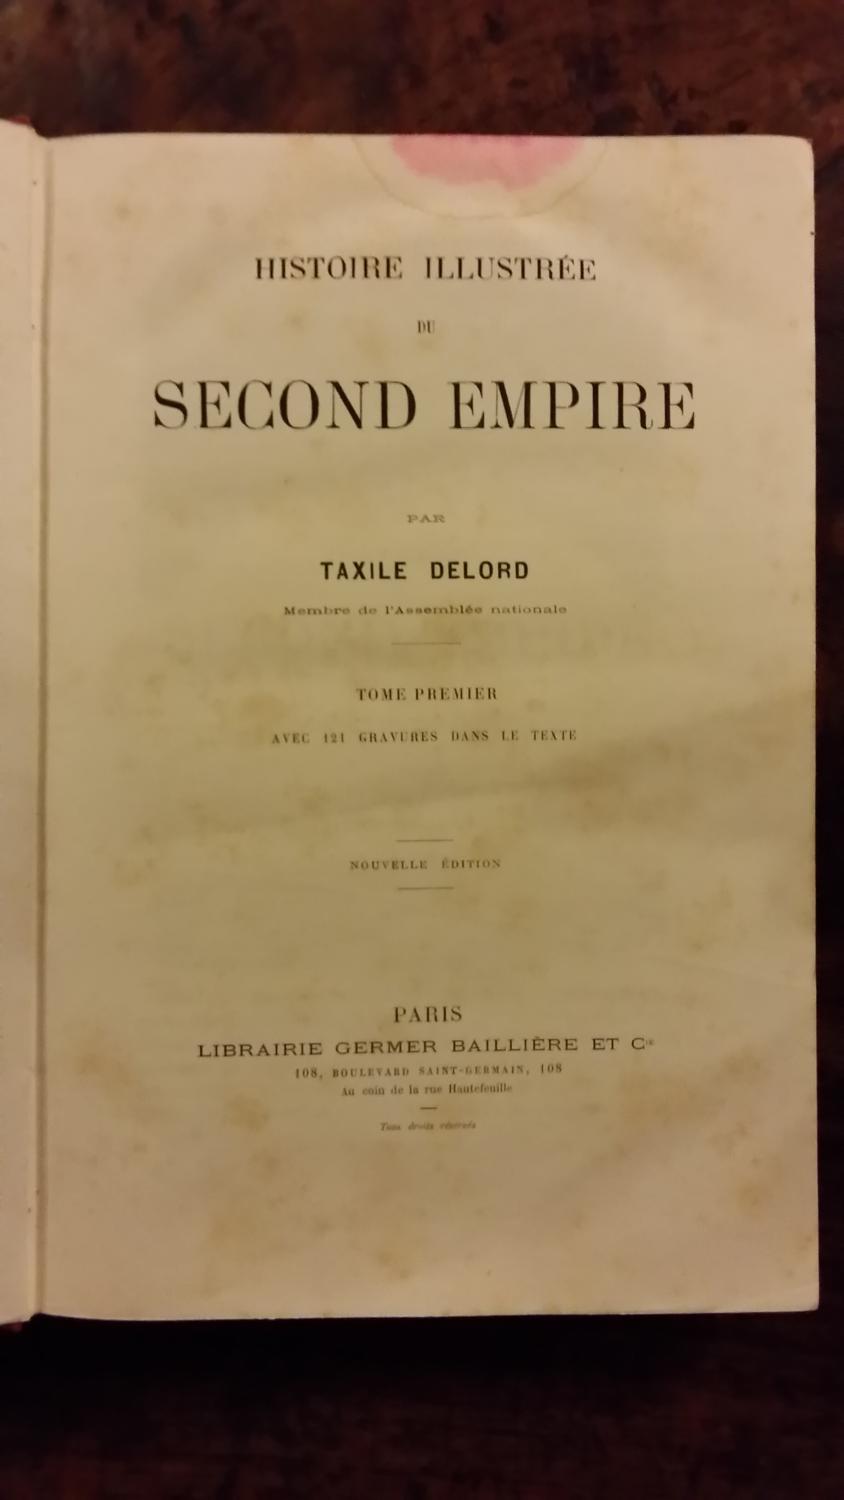 HISTOIRE ILLUSTRÉE
DU
SECOND EMPIRE
PAR
TAXILE DELORD
Membre de l'Assemblée nationale
TOME PREMIER
AVEC 121 GRAVURES DANS LE TEXTE
NOUVELLE ÉDITION
PARIS
LIBRAIRIE GERMER BAILLIÈRE ET Cie
108, BOULEVARD SAINT-GERMAIN, 108
Au coin de la rue Hautefeuille
Tous droits réservés